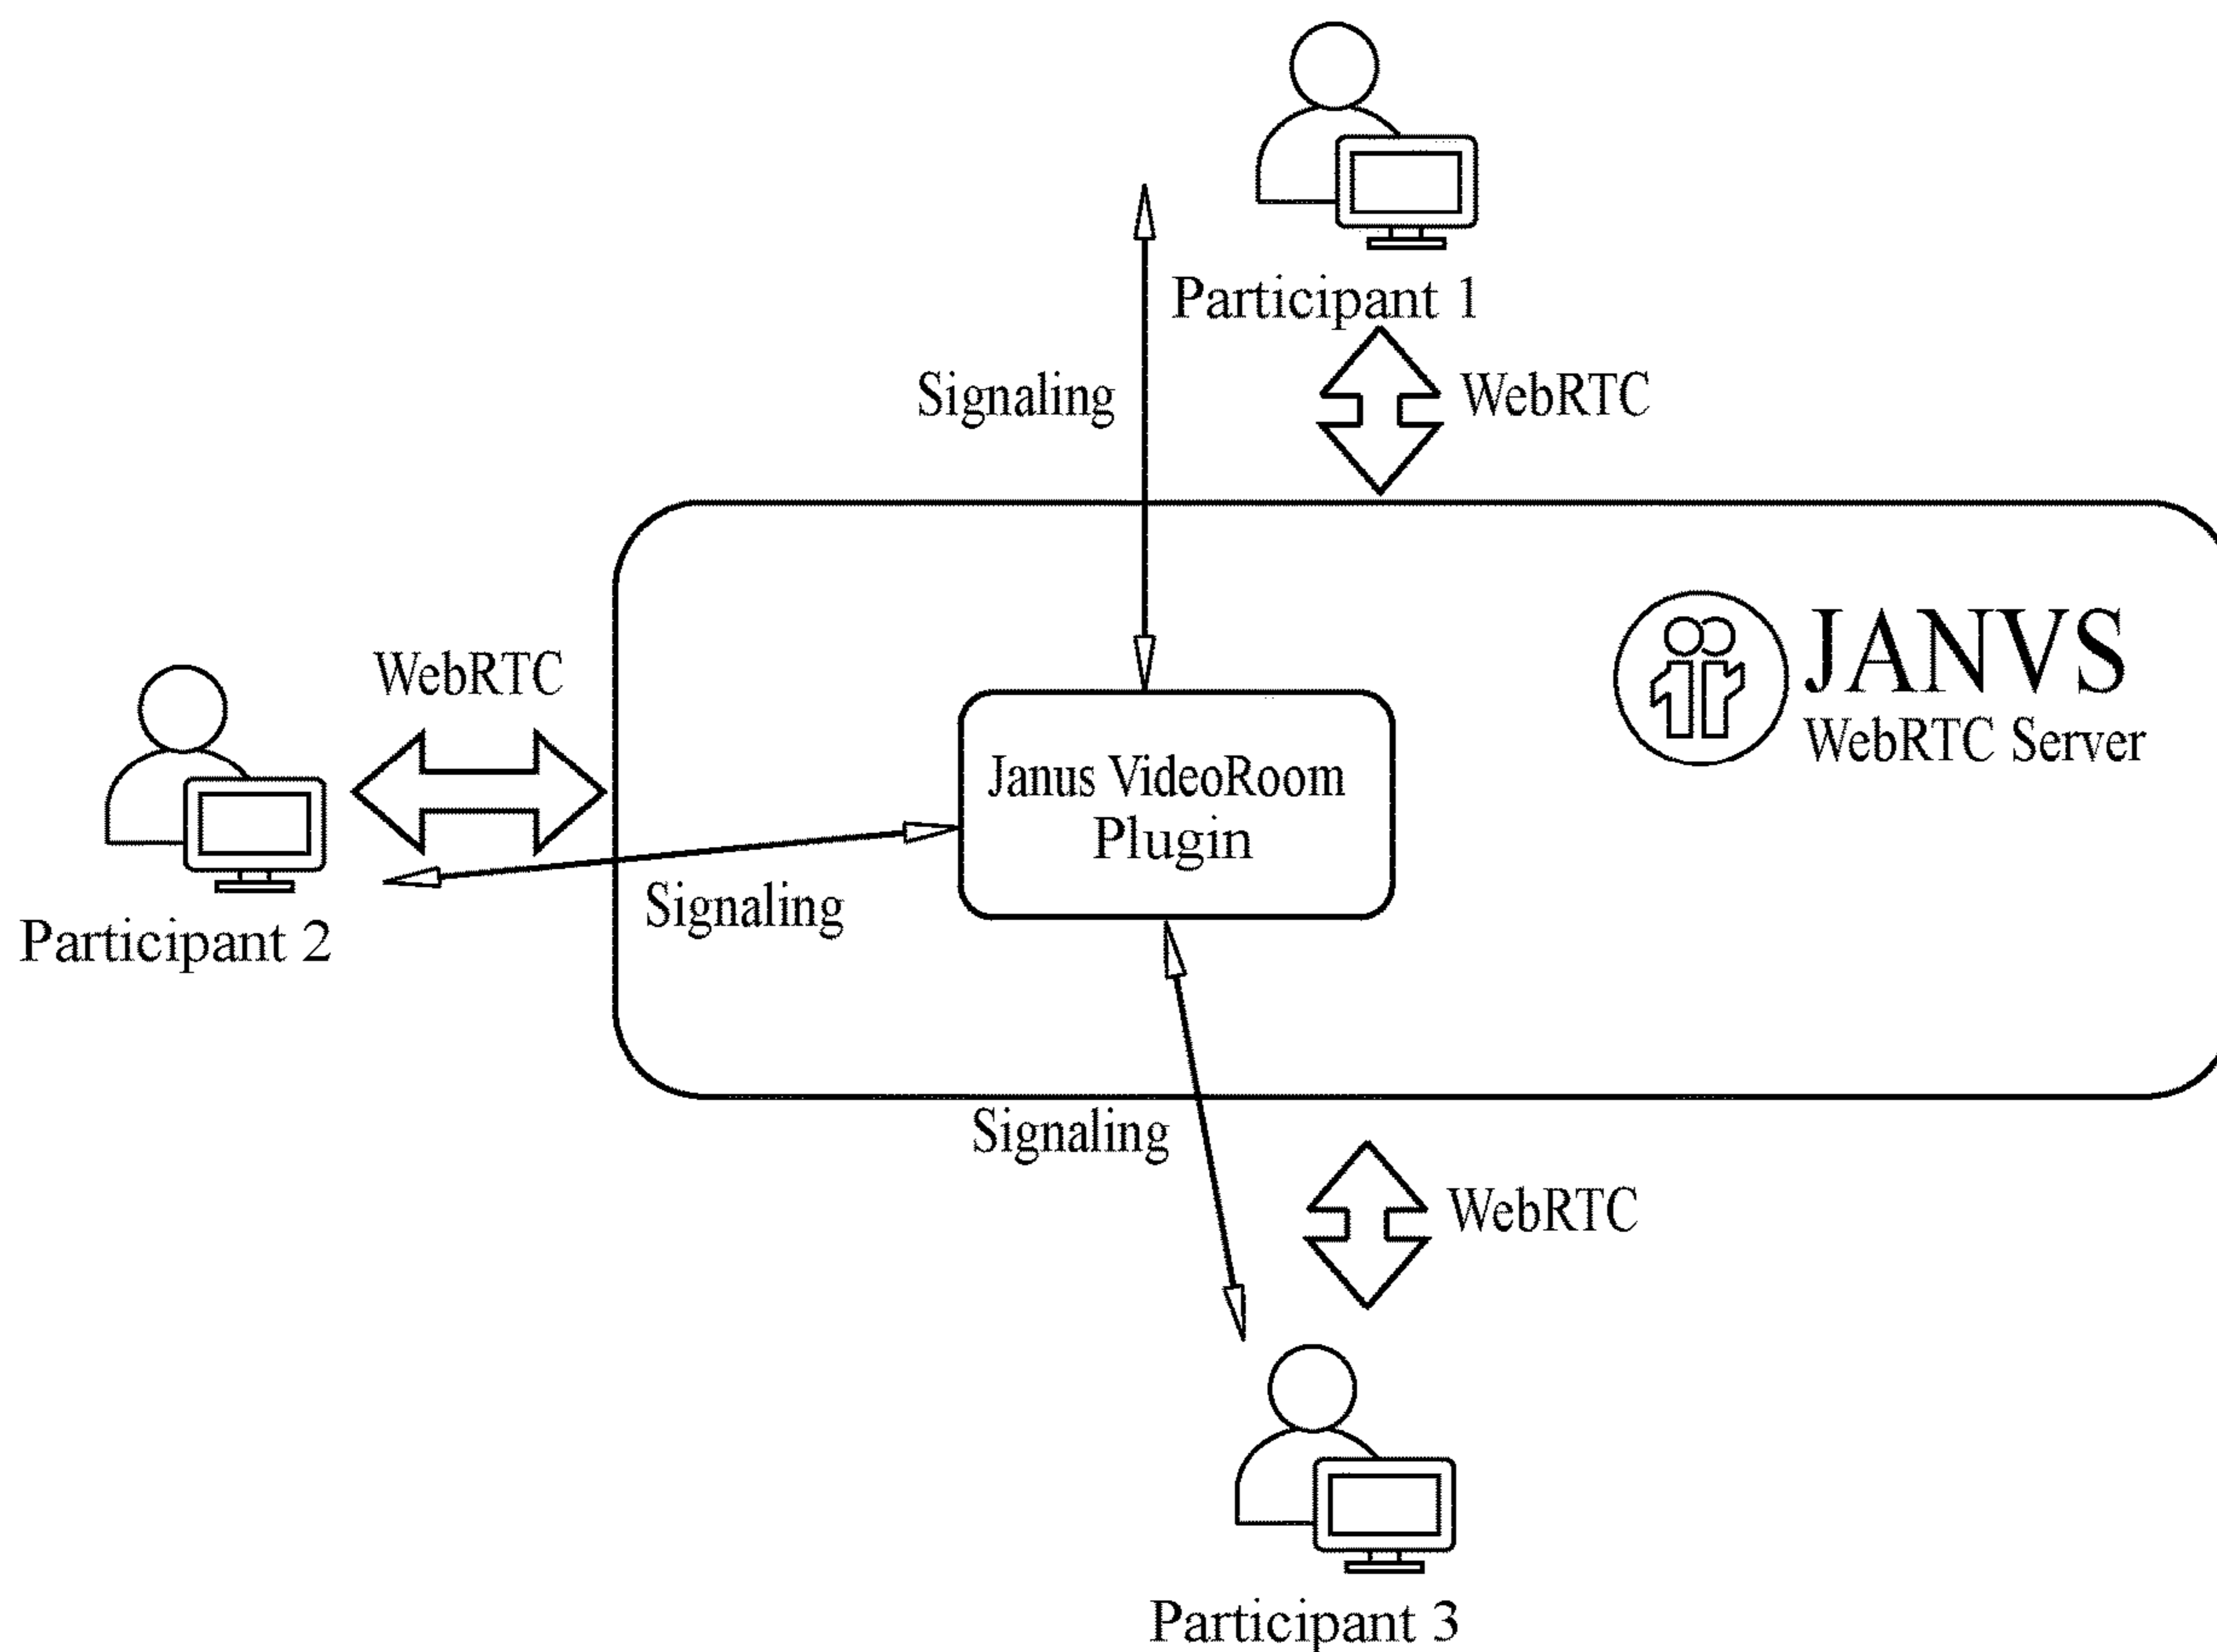 Participant 1
Signaling
WebRTC
JANVS
WebRTC Server
WebRTC
Janus VideoRoom
Plugin
Signaling
Participant 2
Signaling
WebRTC
Participant 3